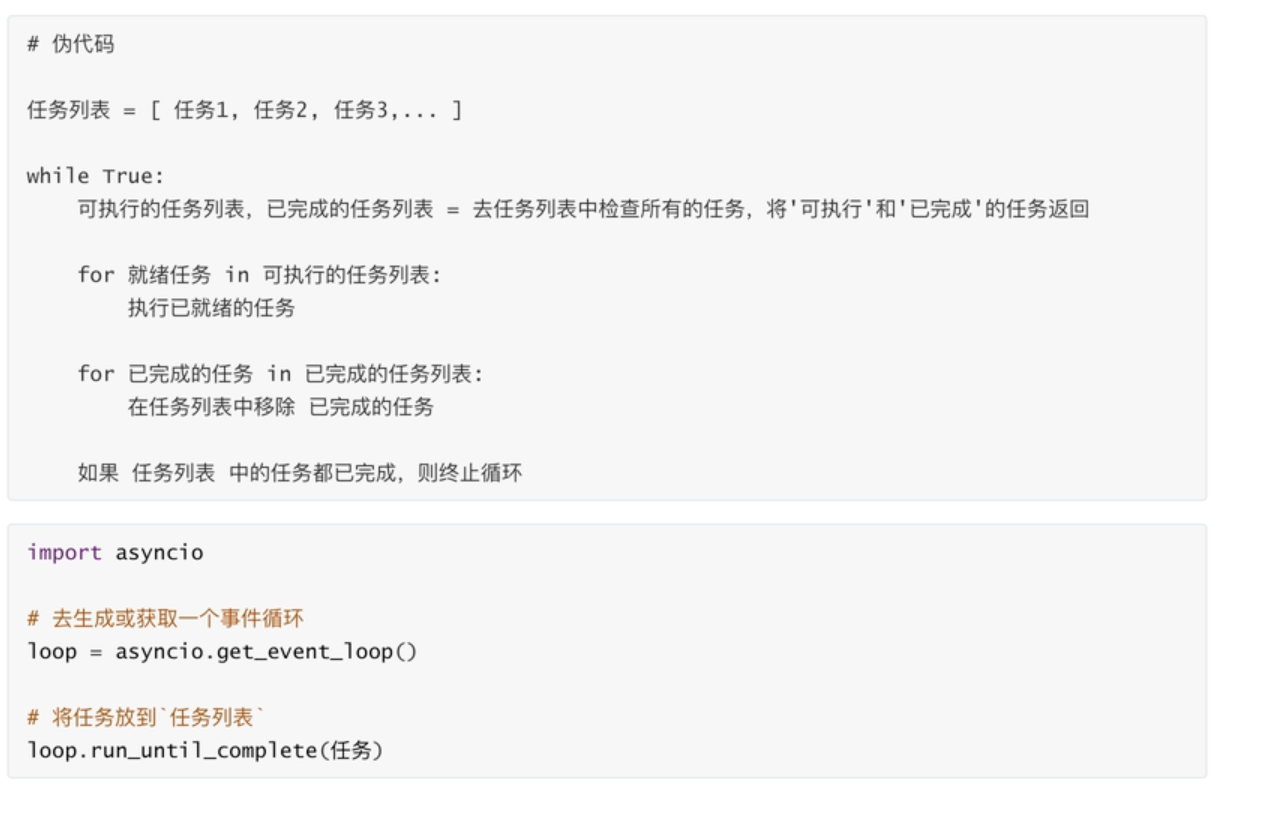 # 伪代码
任务列表 = [ 任务1, 任务2, 任务3,... ]
while True:
    可执行的任务列表，已完成的任务列表 = 去任务列表中检查所有的任务，将'可执行'和'已完成'的任务返回
    for 就绪任务 in 可执行的任务列表:
        执行已就绪的任务
    for 已完成的任务 in 已完成的任务列表:
        在任务列表中移除 已完成的任务
    如果 任务列表 中的任务都已完成，则终止循环
import asyncio
# 去生成或获取一个事件循环
loop = asyncio.get_event_loop()
# 将任务放到`任务列表`
loop.run_until_complete(任务)